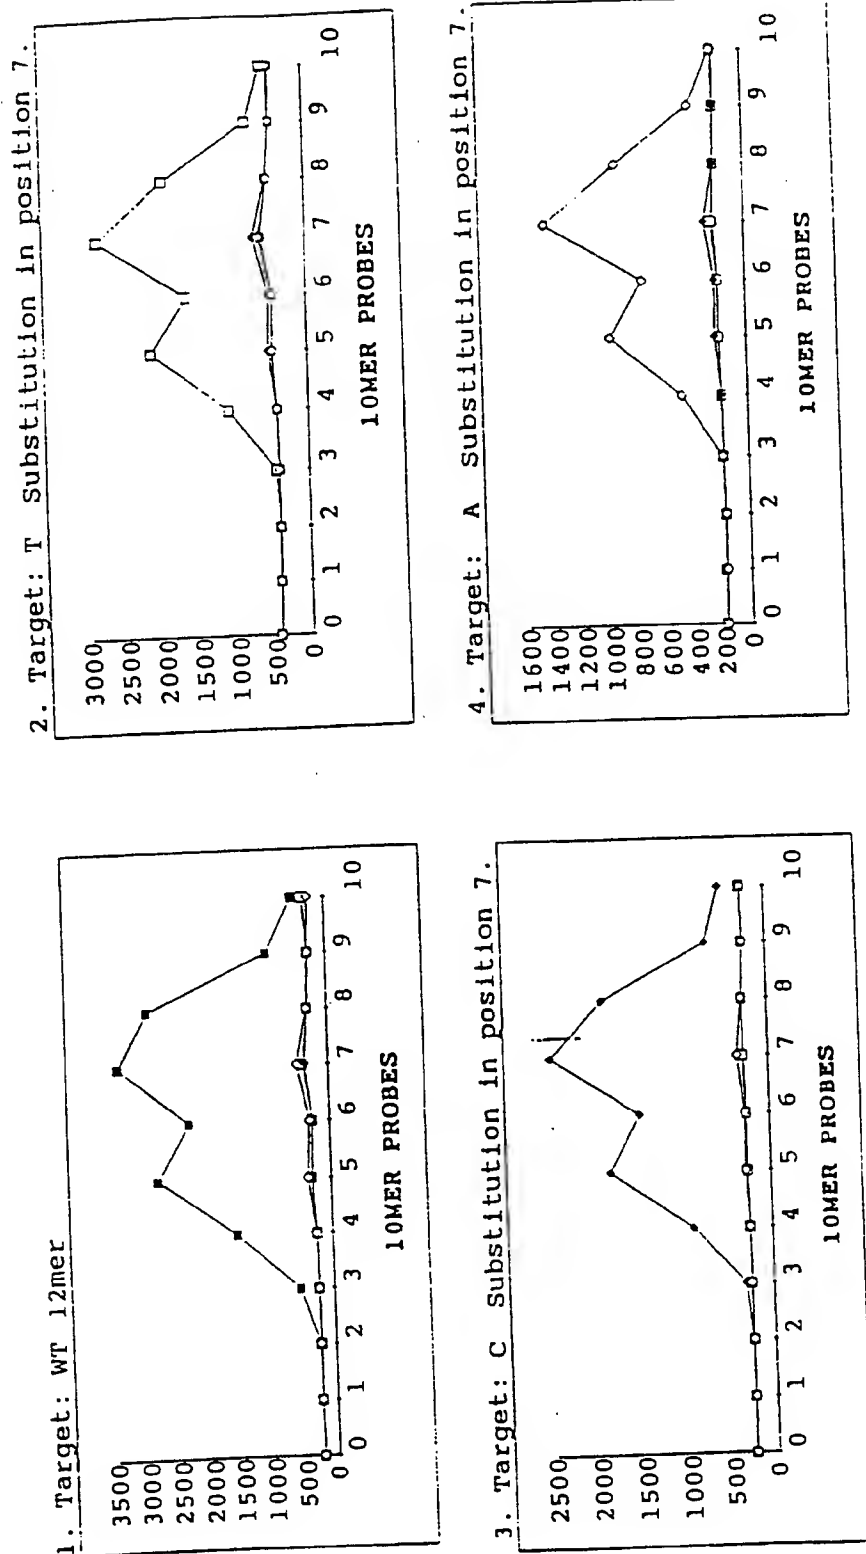 1. Target: WT 12mer
3500
3000
2500
2000
1500
1000
500
0
0 1 2 3 4 5 6 7 8 9 10
10MER PROBES
2. Target: T Substitution in position 7.
3000
2500
2000
1500
1000
500
0
0 1 2 3 4 5 6 7 8 9 10
10MER PROBES
3. Target: C Substitution in position 7.
2500
2000
1500
1000
500
0
0 1 2 3 4 5 6 7 8 9 10
10MER PROBES
4. Target: A Substitution in position 7.
1600
1400
1200
1000
800
600
400
200
0
0 1 2 3 4 5 6 7 8 9 10
10MER PROBES